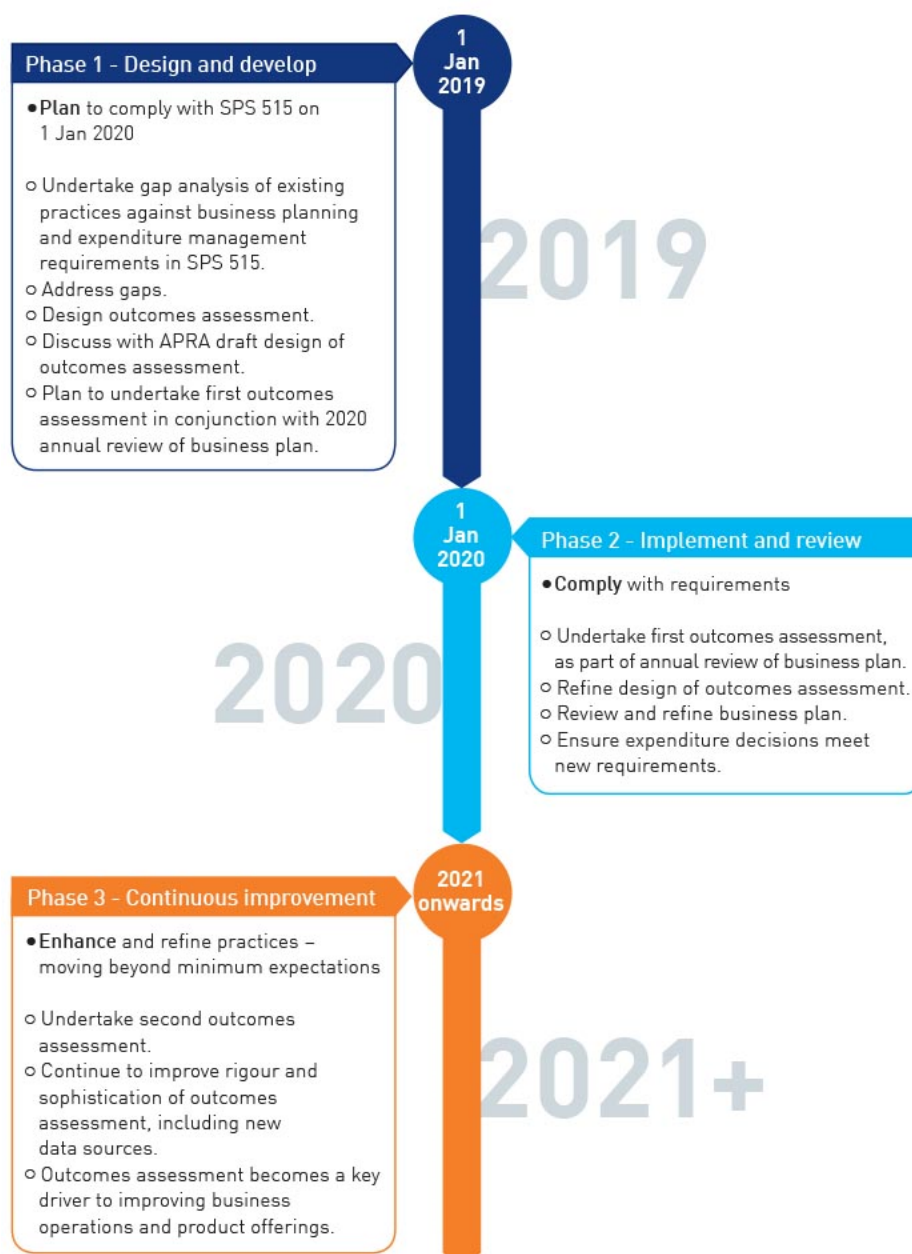 1
Jan
2019
Phase 1 - Design and develop
•Plan to comply with SPS 515 on
1 Jan 2020
o Undertake gap analysis of existing
practices against business planning
and expenditure management
requirements in SPS 515.
o Address gaps.
o Design outcomes assessment.
o Discuss with APRA draft design of
outcomes assessment.
o Plan to undertake first outcomes
assessment in conjunction with 2020
annual review of business plan.
2019
1
Jan
2020
Phase 2 - Implement and review
•Comply with requirements
o Undertake first outcomes assessment,
as part of annual review of business plan.
o Refine design of outcomes assessment.
o Review and refine business plan.
o Ensure expenditure decisions meet
new requirements.
2020
2021
onwards
Phase 3 - Continuous improvement
•Enhance and refine practices –
moving beyond minimum expectations
o Undertake second outcomes
assessment.
o Continue to improve rigour and
sophistication of outcomes
assessment, including new
data sources.
o Outcomes assessment becomes a key
driver to improving business
operations and product offerings.
2021+